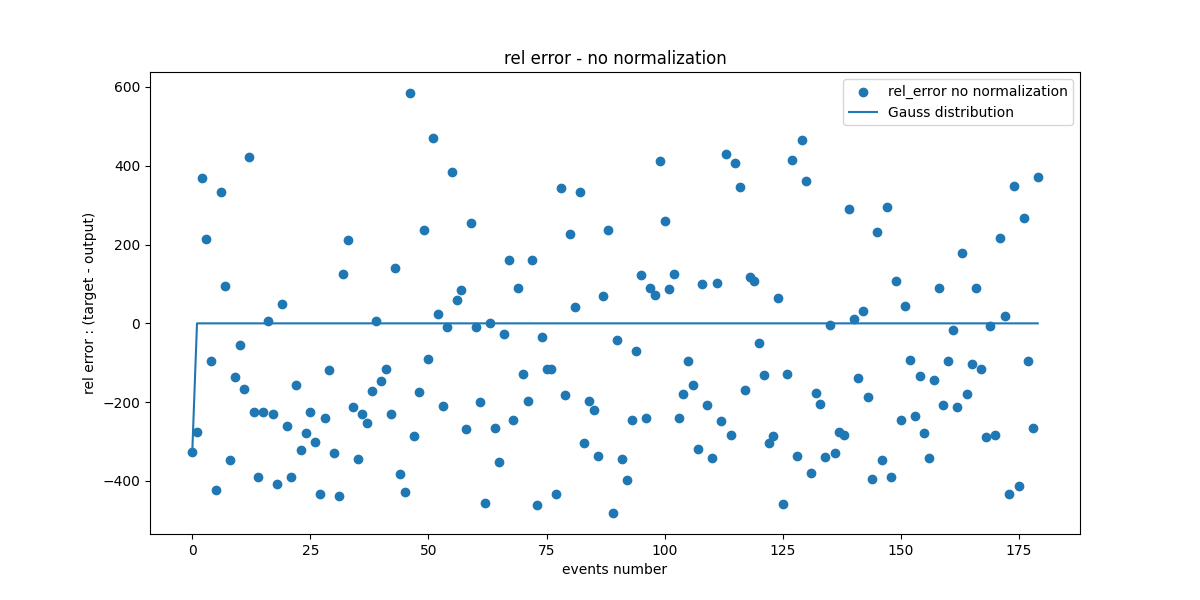 rel error - no normalization
rel_error no normalization
Gauss distribution
rel error : (target - output)
600
400
200
0
−200
−400
0
25
50
75
100
125
150
175
events number